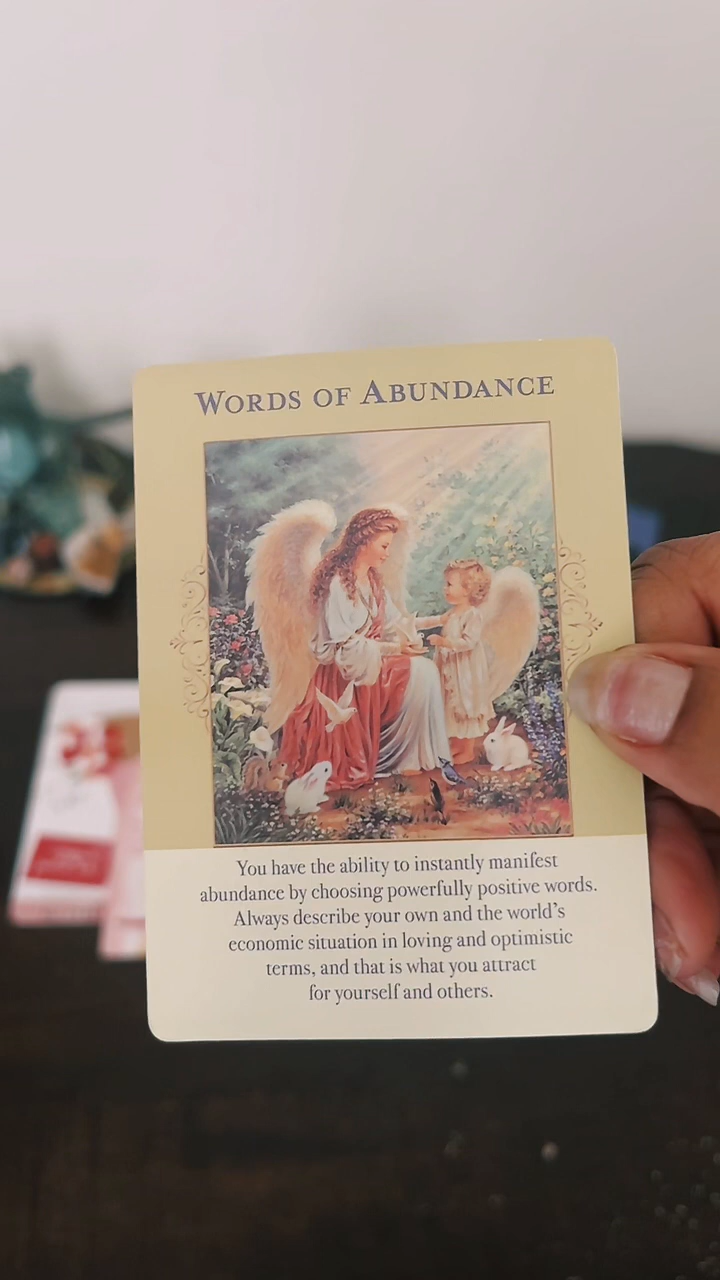 WORDS OF ABUNDANCE
You have the ability to instantly manifest
abundance by choosing powerfully positive words.
Always describe your own and the world's
economic situation in loving and optimistic
terms, and that is what you attract
for yourself and others.